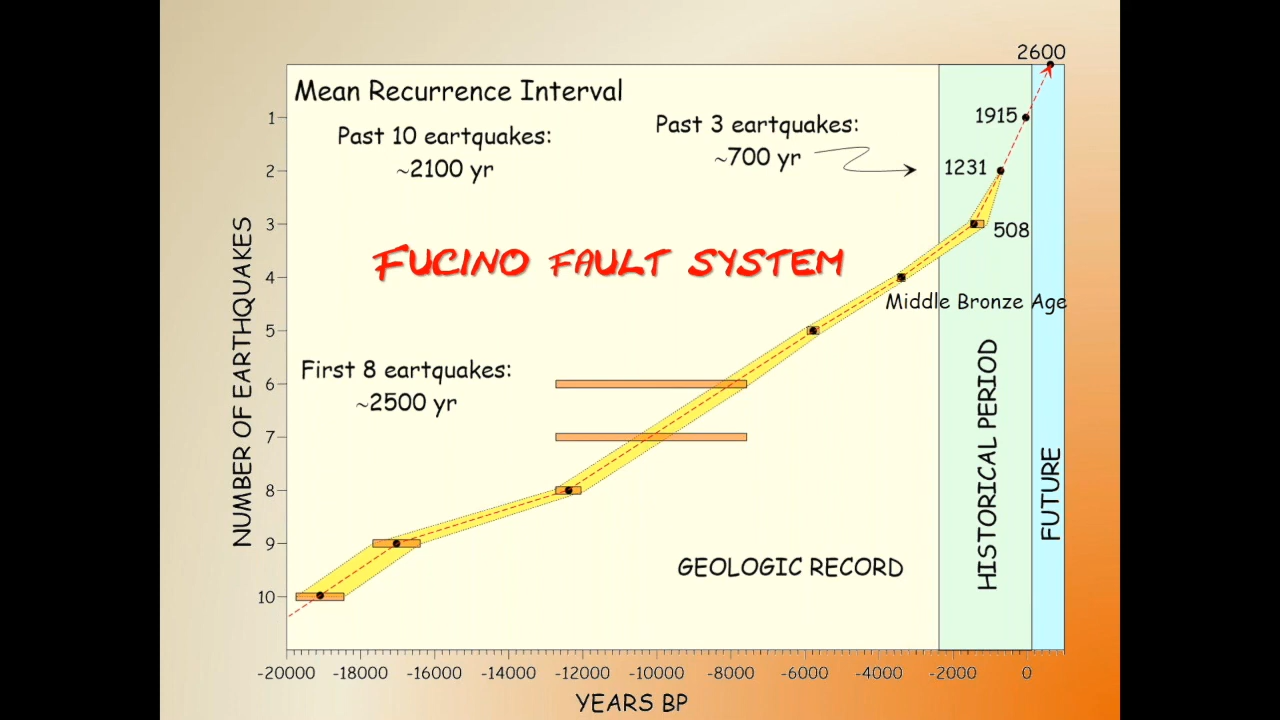 2600
Mean Recurrence Interval
Past 10 eartquakes:
~2100 yr
Past 3 eartquakes:
~700 yr
1915
1231
508
FUCINO FAULT SYSTEM
Middle Bronze Age
First 8 eartquakes:
~2500 yr
GEOLOGIC RECORD
HISTORICAL PERIOD
FUTURE
NUMBER OF EARTHQUAKES
1
2
3
4
5
6
7
8
9
10
-20000 -18000 -16000 -14000 -12000 -10000 -8000 -6000 -4000 -2000 0
YEARS BP